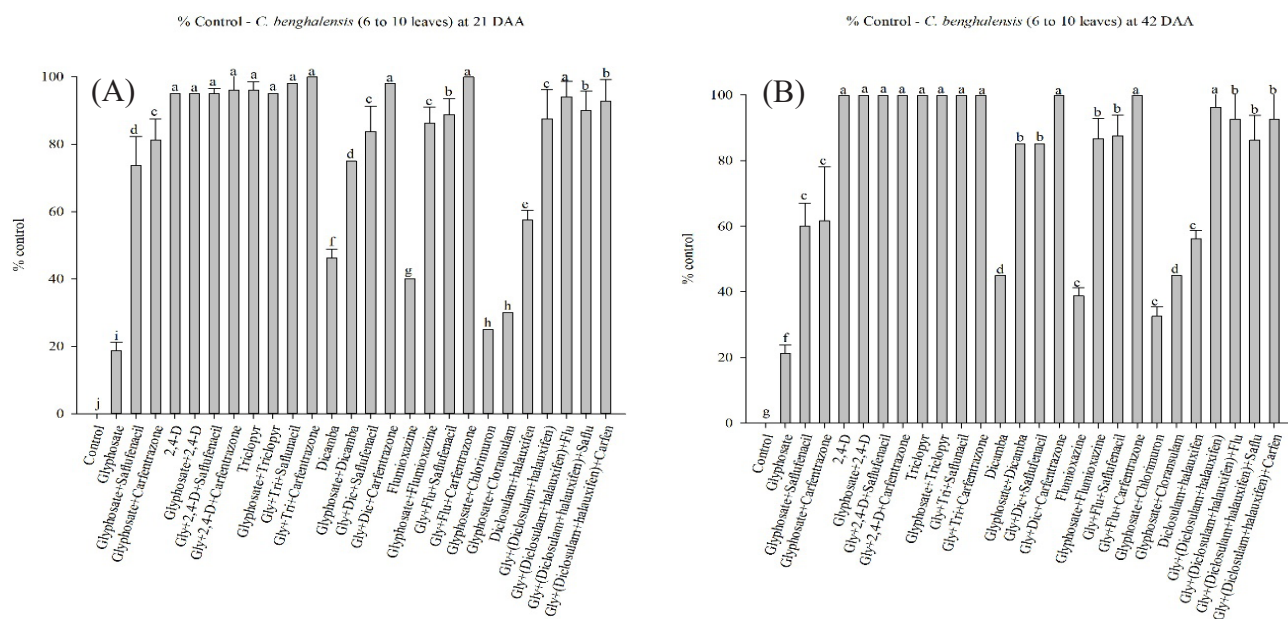 % Control - C. benghalensis (6 to 10 leaves) at 21 DAA
(A)
% control
100
80
60
40
20
0
j i d c a a a a a a a a f d c a g c b a h h e c a b b
Control
Glyphosate
Glyphosate+Saflufenacil
Glyphosate+Carfentrazone
2,4-D
Glyphosate+2,4-D
Gly+2,4-D+Saflufenacil
Gly+2,4-D+Carfentrazone
Triclopyr
Glyphosate+Triclopyr
Gly+Tri+Saflunacil
Gly+Tri+Carfentrazone
Dicamba
Glyphosate+Dicamba
Gly+Dic+Saflufenacil
Gly+Dic+Carfentrazone
Flumioxazine
Glyphosate+Flumioxazine
Gly+Flu+Saflufenacil
Gly+Flu+Carfentrazone
Glyphosate+Chlorimuron
Glyphosate+Cloransulam
Diclosulam+halauxifen
Gly+(Diclosulam+halauxifen)
Gly+(Diclosulam+halauxifen)+Flu
Gly+(Diclosulam+halauxifen)+Saflu
Gly+(Diclosulam+halauxifen)+Carfen
% Control - C. benghalensis (6 to 10 leaves) at 42 DAA
(B)
% control
100
80
60
40
20
0
g f c c a a a a a a a a d b b a c b b a c d c a b b b
Control
Glyphosate
Glyphosate+Saflufenacil
Glyphosate+Carfentrazone
2,4-D
Glyphosate+2,4-D
Gly+2,4-D+Saflufenacil
Gly+2,4-D+Carfentrazone
Triclopyr
Glyphosate+Triclopyr
Gly+Tri+Saflunacil
Gly+Tri+Carfentrazone
Dicamba
Glyphosate+Dicamba
Gly+Dic+Saflufenacil
Gly+Dic+Carfentrazone
Flumioxazine
Glyphosate+Flumioxazine
Gly+Flu+Saflufenacil
Gly+Flu+Carfentrazone
Glyphosate+Chlorimuron
Glyphosate+Cloransulam
Diclosulam+halauxifen
Gly+(Diclosulam+halauxifen)
Gly+(Diclosulam+halauxifen)+Flu
Gly+(Diclosulam+halauxifen)+Saflu
Gly+(Diclosulam+halauxifen)+Carfen